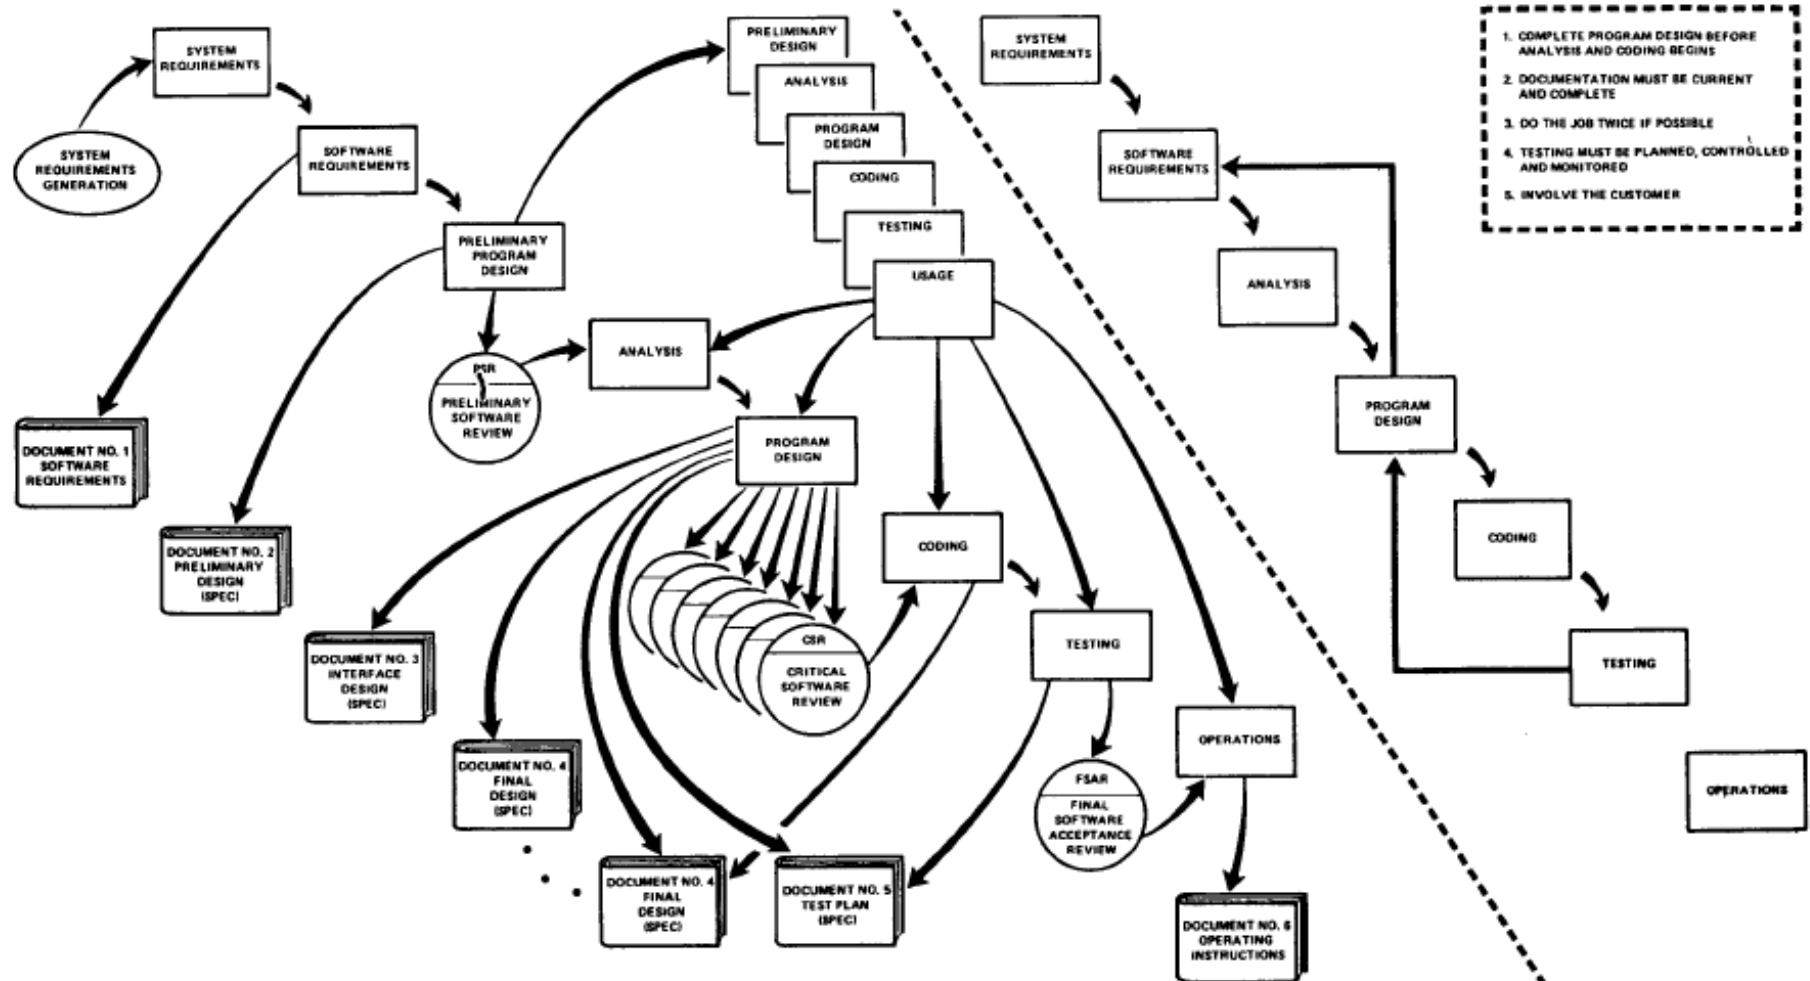 SYSTEM
REQUIREMENTS
SYSTEM
REQUIREMENTS
GENERATION
SOFTWARE
REQUIREMENTS
PRELIMINARY
PROGRAM
DESIGN
PRELIMINARY
DESIGN
ANALYSIS
PROGRAM
DESIGN
CODING
TESTING
USAGE
PSR
PRELIMINARY
SOFTWARE
REVIEW
ANALYSIS
PROGRAM
DESIGN
CODING
CSR
CRITICAL
SOFTWARE
REVIEW
TESTING
FSAR
FINAL
SOFTWARE
ACCEPTANCE
REVIEW
OPERATIONS
DOCUMENT NO. 1
SOFTWARE
REQUIREMENTS
DOCUMENT NO. 2
PRELIMINARY
DESIGN
(SPEC)
DOCUMENT NO. 3
INTERFACE
DESIGN
(SPEC)
DOCUMENT NO. 4
FINAL
DESIGN
(SPEC)
DOCUMENT NO. 4
FINAL
DESIGN
(SPEC)
DOCUMENT NO. 5
TEST PLAN
(SPEC)
DOCUMENT NO. 6
OPERATING
INSTRUCTIONS
SYSTEM
REQUIREMENTS
SOFTWARE
REQUIREMENTS
ANALYSIS
PROGRAM
DESIGN
CODING
TESTING
OPERATIONS
1. COMPLETE PROGRAM DESIGN BEFORE
ANALYSIS AND CODING BEGINS
2. DOCUMENTATION MUST BE CURRENT
AND COMPLETE
3. DO THE JOB TWICE IF POSSIBLE
4. TESTING MUST BE PLANNED, CONTROLLED
AND MONITORED
5. INVOLVE THE CUSTOMER